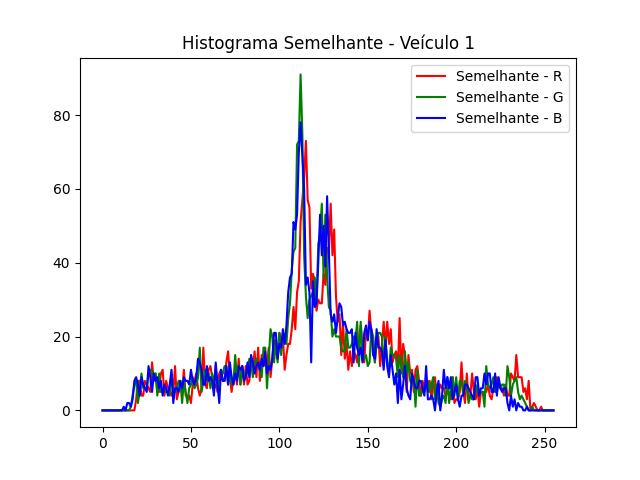 Histograma Semelhante - Veículo 1
Semelhante - R
Semelhante - G
Semelhante - B
80
60
40
20
0
0 50 100 150 200 250